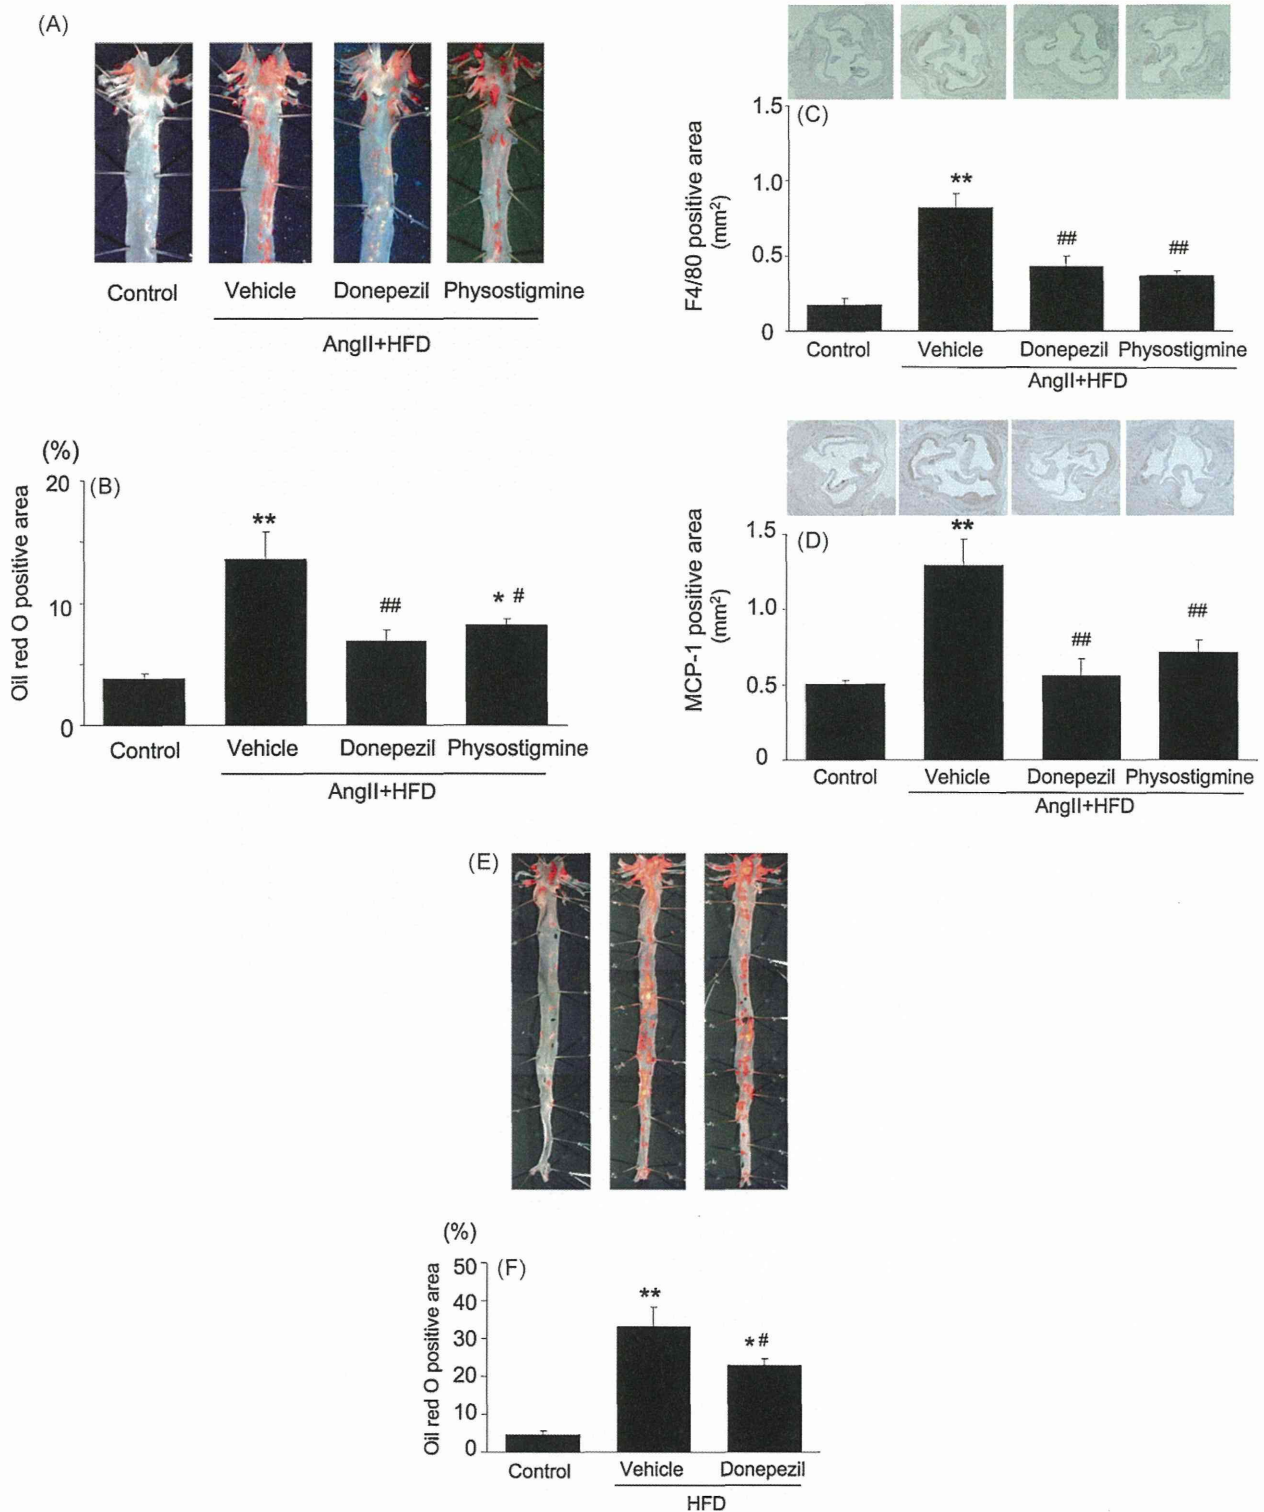 (A)
Control Vehicle Donepezil Physostigmine
AngII+HFD
(%)
Oil red O positive area
(B)
20
10
0
**
##
* #
Control Vehicle Donepezil Physostigmine
AngII+HFD
F4/80 positive area
(mm²)
(C)
1.5
1.0
0.5
0
**
##
##
Control Vehicle Donepezil Physostigmine
AngII+HFD
MCP-1 positive area
(mm²)
(D)
1.5
1.0
0.5
0
**
##
##
Control Vehicle Donepezil Physostigmine
AngII+HFD
(E)
(%)
Oil red O positive area
(F)
50
40
30
20
10
0
**
* #
Control Vehicle Donepezil
HFD